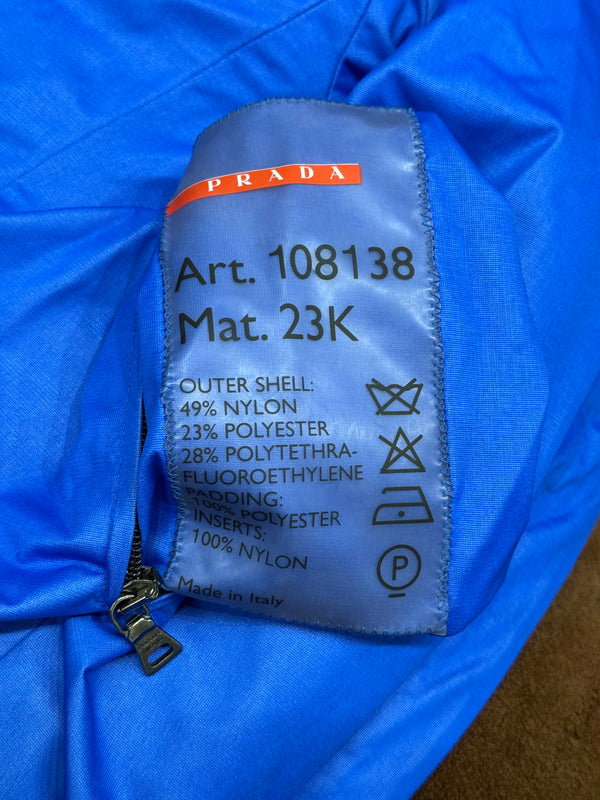 PRADA
Art. 108138
Mat. 23K
OUTER SHELL:
49% NYLON
23% POLYESTER
28% POLYTETHRA-
FLUOROETHYLENE
PADDING:
100% POLYESTER
INSERTS:
100% NYLON
P
Made in Italy